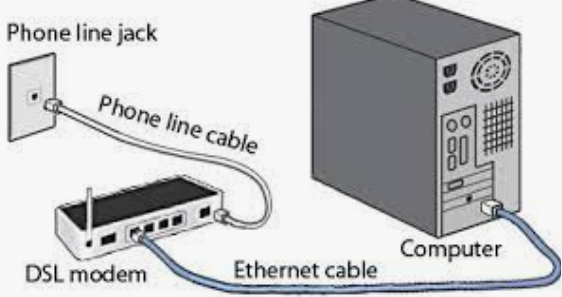 Phone line jack
Phone line cable
Computer
DSL modem
Ethernet cable